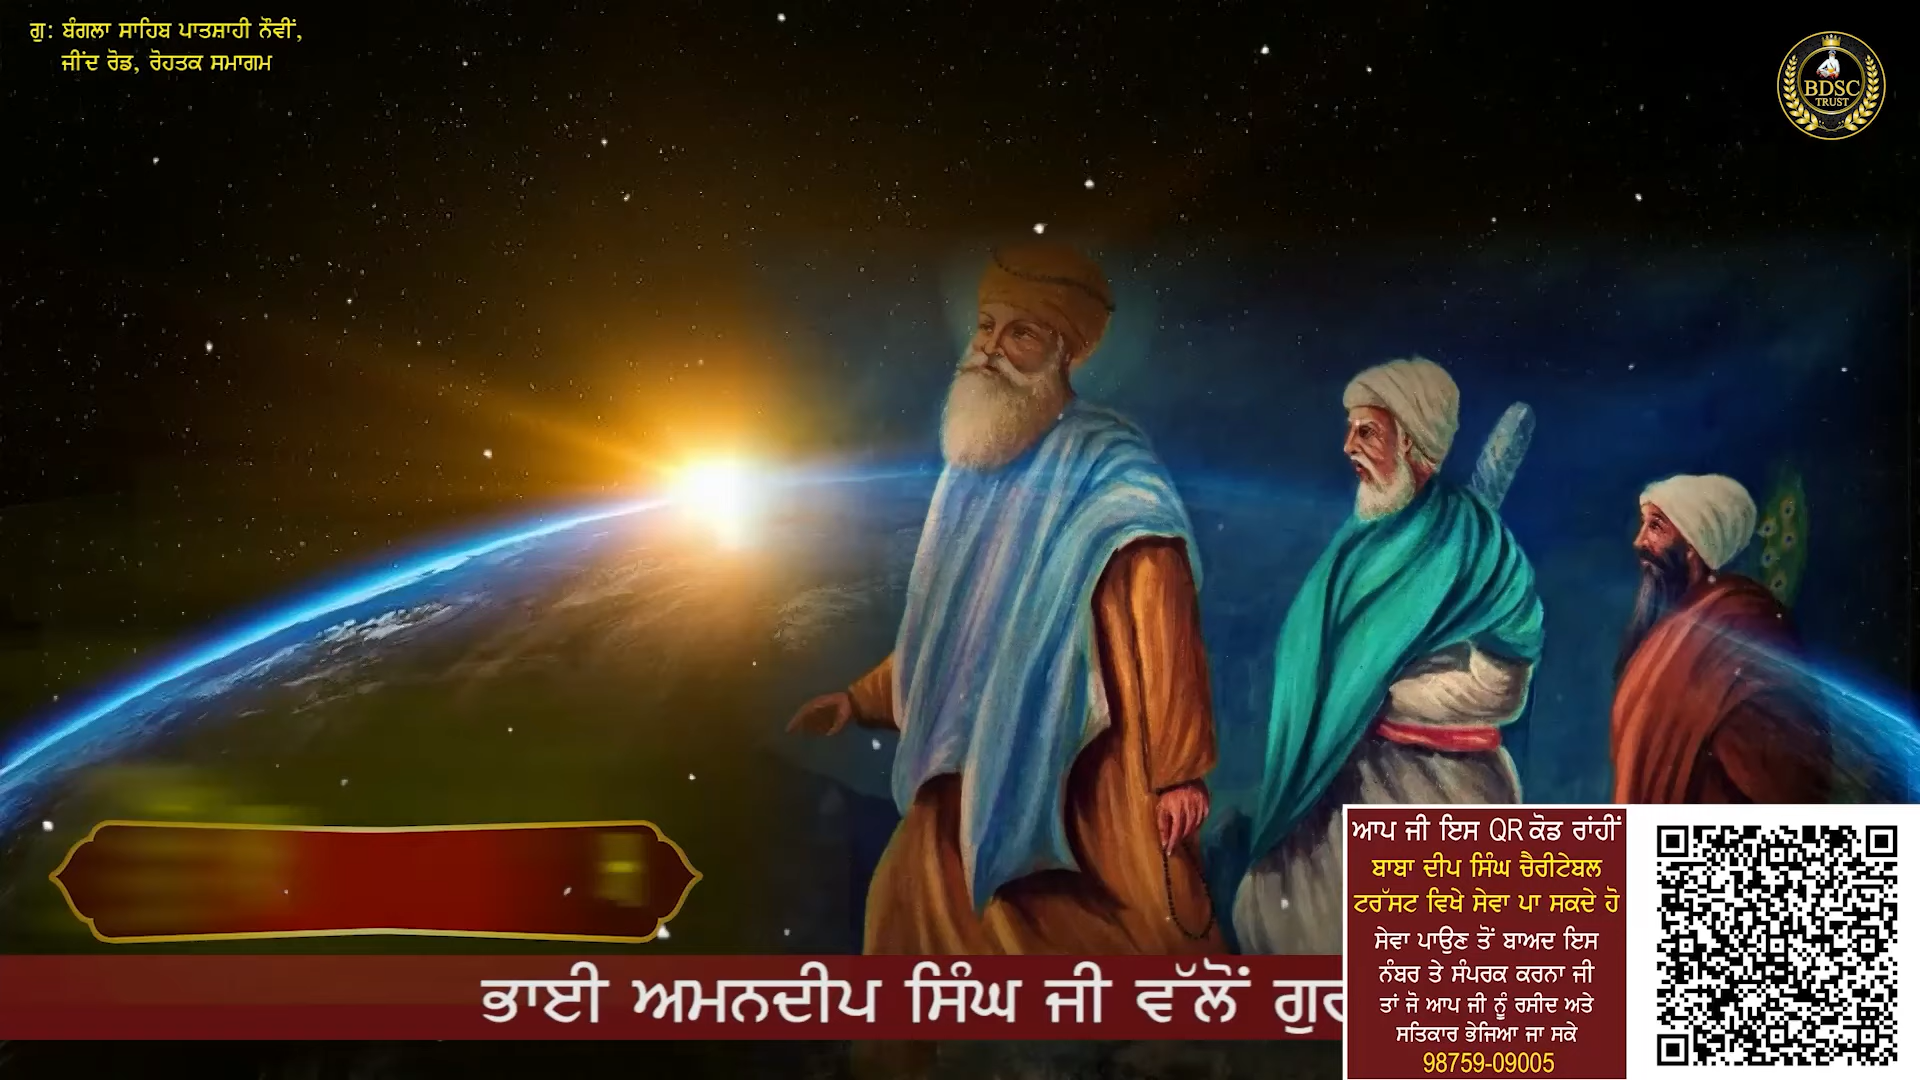 ਗੁ: ਬੰਗਲਾ ਸਾਹਿਬ ਪਾਤਸ਼ਾਹੀ ਨੌਵੀਂ,
ਜੀਂਦ ਰੋਡ, ਰੋਹਤਕ ਸਮਾਗਮ
BDSC
TRUST
ਭਾਈ ਅਮਨਦੀਪ ਸਿੰਘ ਜੀ ਵੱਲੋਂ
ਆਪ ਜੀ ਇਸ QR ਕੋਡ ਰਾਂਹੀਂ
ਬਾਬਾ ਦੀਪ ਸਿੰਘ ਚੈਰੀਟੇਬਲ
ਟਰੱਸਟ ਵਿਖੇ ਸੇਵਾ ਪਾ ਸਕਦੇ ਹੋ
ਸੇਵਾ ਪਾਉਣ ਤੋਂ ਬਾਅਦ ਇਸ
ਨੰਬਰ ਤੇ ਸੰਪਰਕ ਕਰਨਾ ਜੀ
ਤਾਂ ਜੋ ਆਪ ਜੀ ਨੂੰ ਰਸੀਦ ਅਤੇ
ਸਤਿਕਾਰ ਭੇਜਿਆ ਜਾ ਸਕੇ
98759-09005